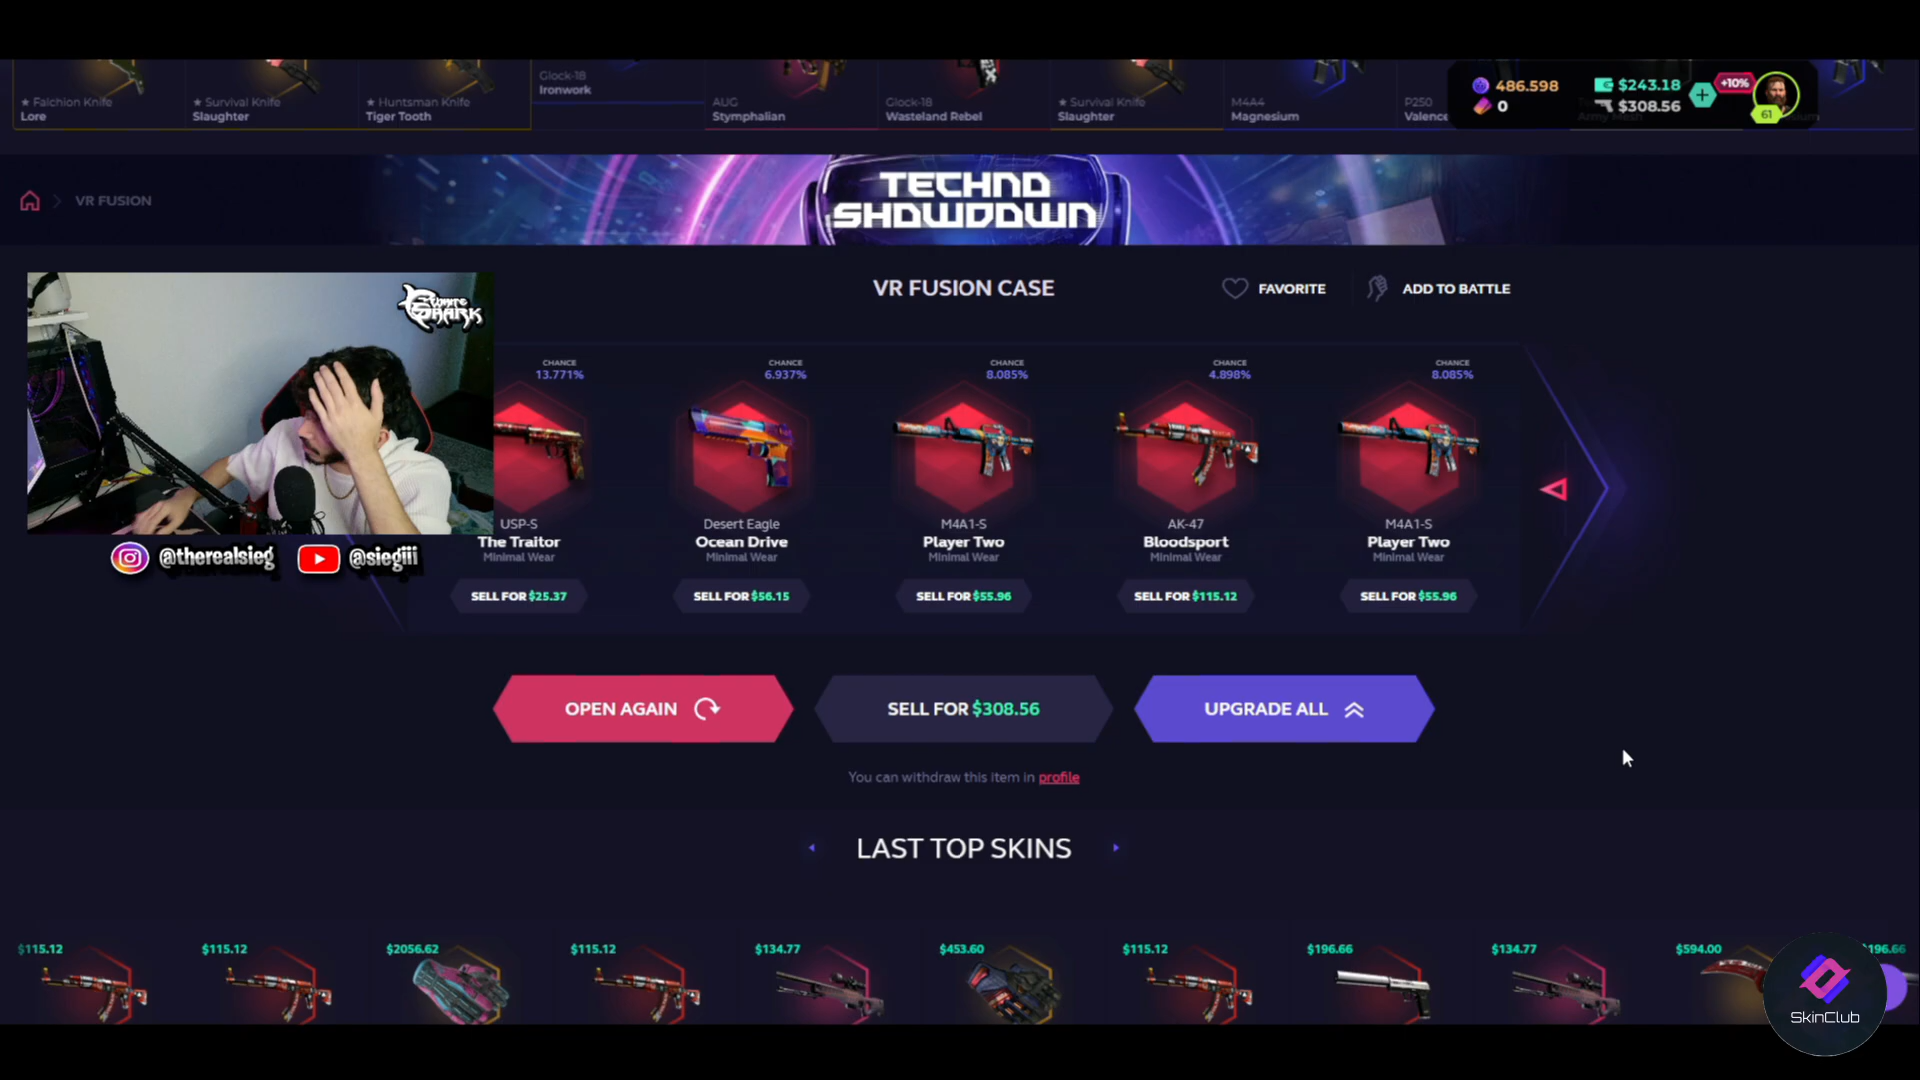 Glock-18
Ironwork
★ Falchion Knife
Lore
★ Survival Knife
Slaughter
★ Huntsman Knife
Tiger Tooth
AUG
Stymphalian
Glock-18
Wasteland Rebel
★ Survival Knife
Slaughter
M4A4
Magnesium
P250
Valence
Army Mesh
486.598
0
$243.18
$308.56
+10%
61
VR FUSION
TECHNO
SHOWDOWN
VR FUSION CASE
FAVORITE
ADD TO BATTLE
SHARK
@therealsieg
@siegiii
CHANCE
13.771%
USP-S
The Traitor
Minimal Wear
SELL FOR $25.37
CHANCE
6.937%
Desert Eagle
Ocean Drive
Minimal Wear
SELL FOR $56.15
CHANCE
8.085%
M4A1-S
Player Two
Minimal Wear
SELL FOR $55.96
CHANCE
4.898%
AK-47
Bloodsport
Minimal Wear
SELL FOR $115.12
CHANCE
8.085%
M4A1-S
Player Two
Minimal Wear
SELL FOR $55.96
OPEN AGAIN
SELL FOR $308.56
UPGRADE ALL
You can withdraw this item in profile
LAST TOP SKINS
$115.12
$115.12
$2056.62
$115.12
$134.77
$453.60
$115.12
$196.66
$134.77
$594.00
$196.66
SkinClub